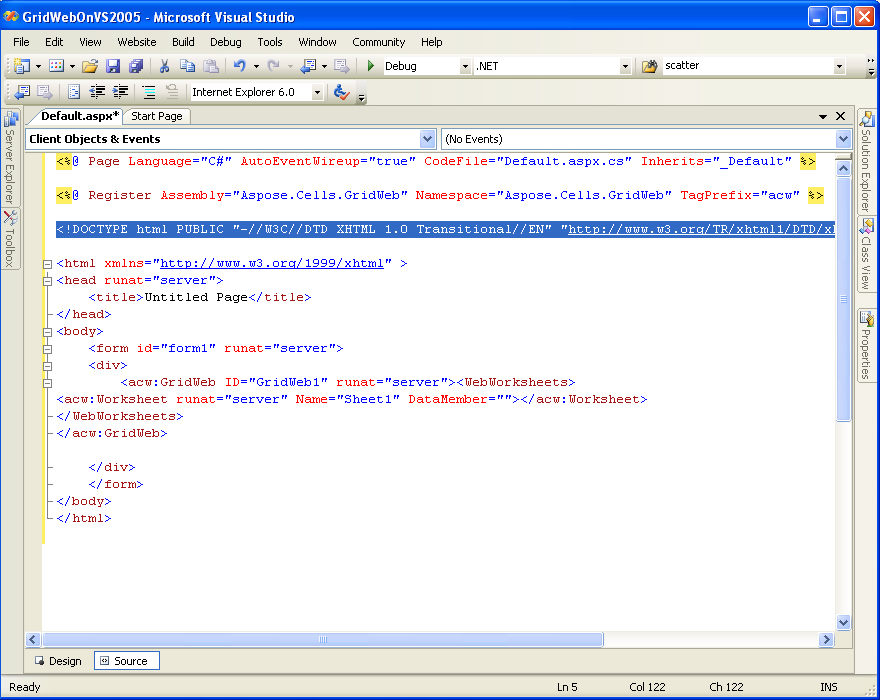 GridWebOnVS2005 - Microsoft Visual Studio
File Edit View Website Build Debug Tools Window Community Help
Debug .NET scatter
Internet Explorer 6.0
Default.aspx* Start Page
Client Objects & Events (No Events)
Server Explorer
Toolbox
<%@ Page Language="C#" AutoEventWireup="true" CodeFile="Default.aspx.cs" Inherits="_Default" %>
<%@ Register Assembly="Aspose.Cells.GridWeb" Namespace="Aspose.Cells.GridWeb" TagPrefix="acw" %>
<!DOCTYPE html PUBLIC "-//W3C//DTD XHTML 1.0 Transitional//EN" "http://www.w3.org/TR/xhtml1/DTD/x
<html xmlns="http://www.w3.org/1999/xhtml" >
<head runat="server">
<title>Untitled Page</title>
</head>
<body>
<form id="form1" runat="server">
<div>
<acw:GridWeb ID="GridWeb1" runat="server"><WebWorksheets>
<acw:Worksheet runat="server" Name="Sheet1" DataMember=""></acw:Worksheet>
</WebWorksheets>
</acw:GridWeb>
</div>
</form>
</body>
</html>
Solution Explorer
Class View
Properties
Design Source
Ready Ln 5 Col 122 Ch 122 INS